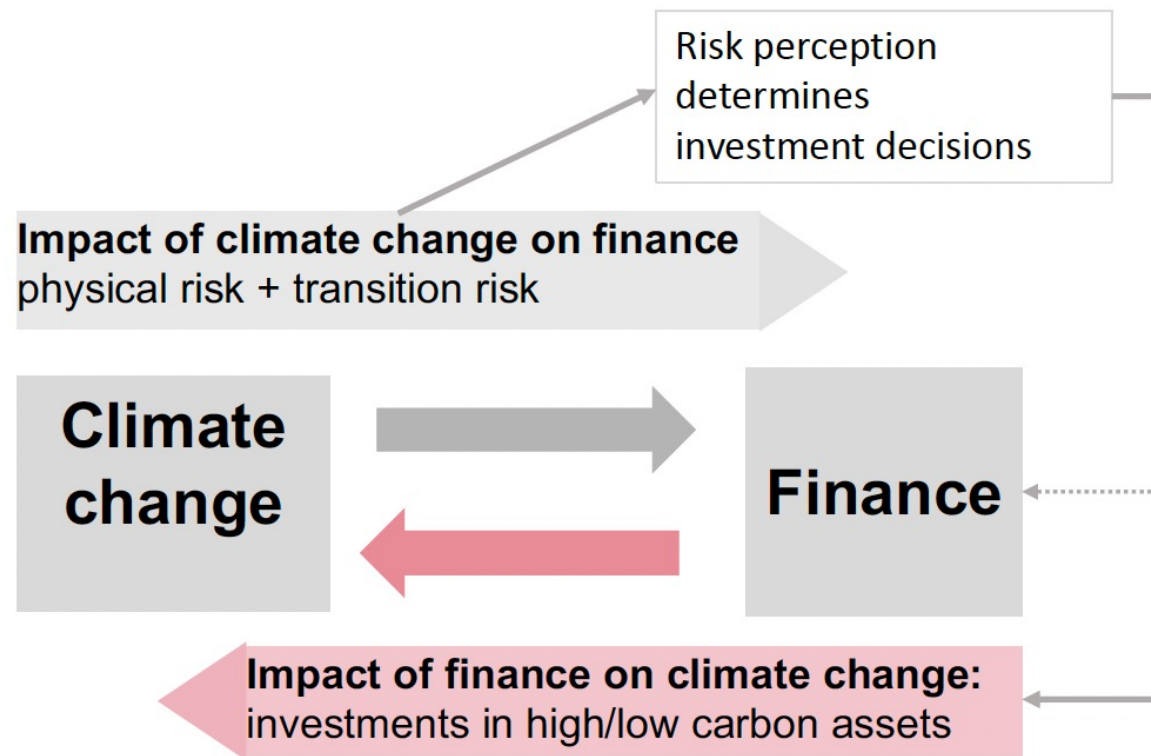 Risk perception
determines
investment decisions
Impact of climate change on finance
physical risk + transition risk
Climate
change
Finance
Impact of finance on climate change:
investments in high/low carbon assets